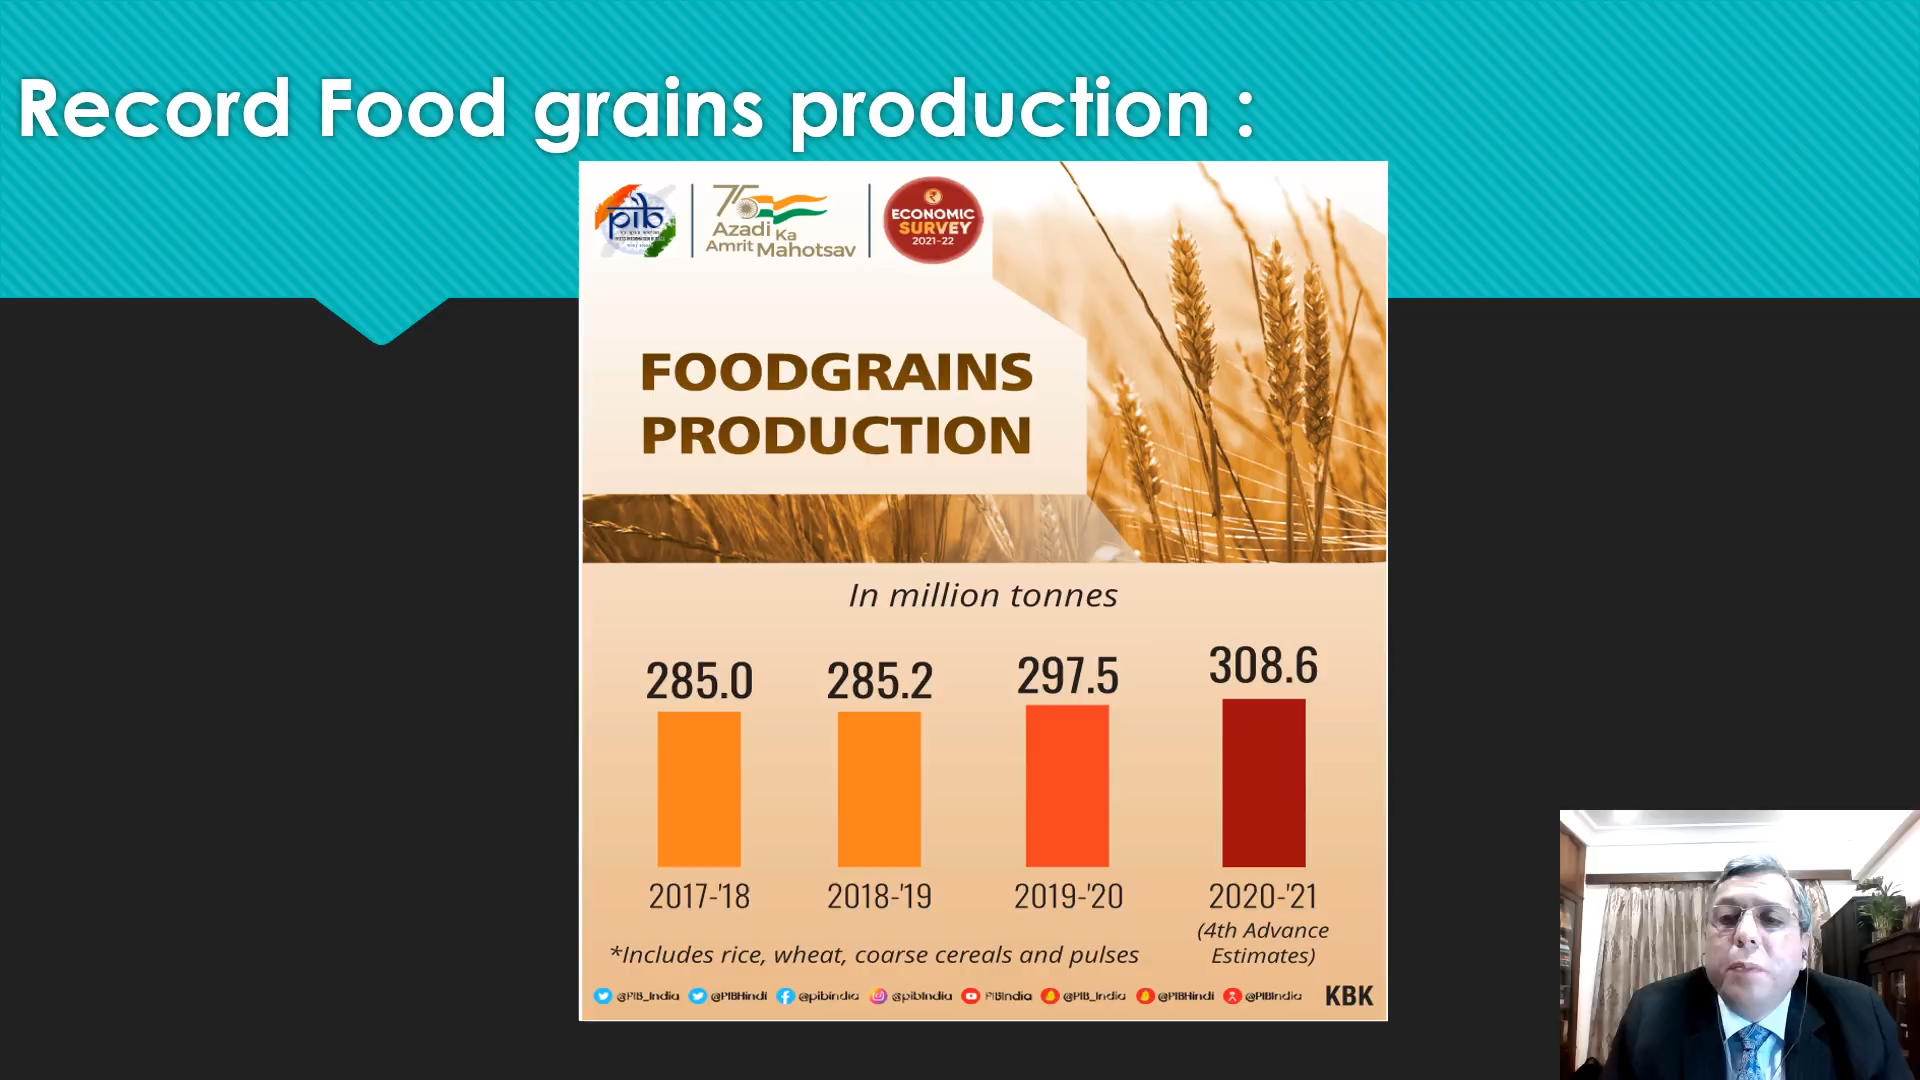 Record Food grains production :
pib
75
Azadi Ka
Amrit Mahotsav
ECONOMIC
SURVEY
2021-22
FOODGRAINS
PRODUCTION
In million tonnes
285.0 285.2 297.5 308.6
2017-'18 2018-'19 2019-'20 2020-'21
(4th Advance
Estimates)
*Includes rice, wheat, coarse cereals and pulses
@PIB_India @PIBHindi @pibindia @pibindia PIBIndia @PIB_India @PIBHindi @PIBIndia KBK